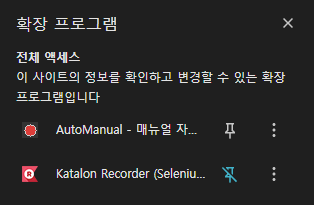 확장 프로그램
전체 액세스
이 사이트의 정보를 확인하고 변경할 수 있는 확장
프로그램입니다
AutoManual - 매뉴얼 자...
Katalon Recorder (Seleniu...